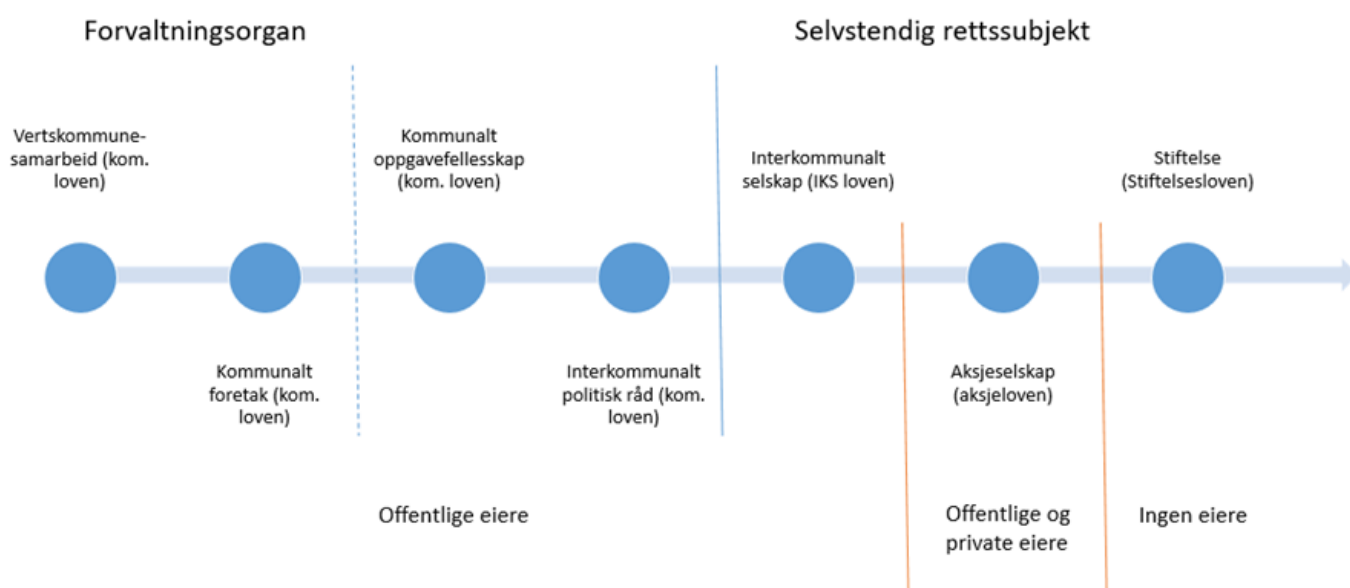 Forvaltningsorgan
Selvstendig rettssubjekt
Vertskommune-
samarbeid (kom.
loven)
Kommunalt
oppgavefellesskap
(kom. loven)
Interkommunalt
selskap (IKS loven)
Stiftelse
(Stiftelsesloven)
Kommunalt
foretak (kom.
loven)
Interkommunalt
politisk råd (kom.
loven)
Aksjeselskap
(aksjeloven)
Offentlige eiere
Offentlige og
private eiere
Ingen eiere